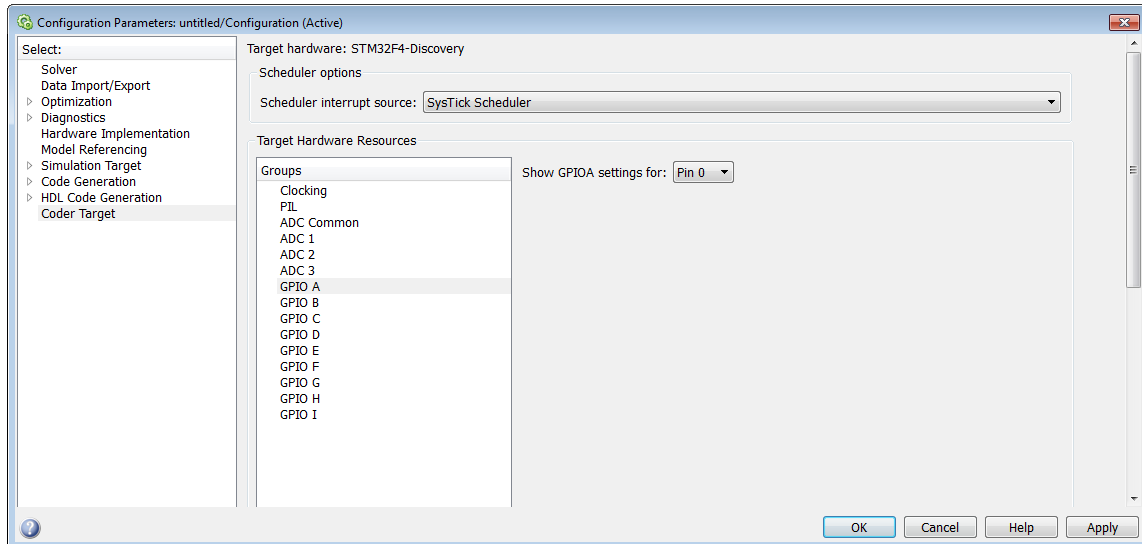 Configuration Parameters: untitled/Configuration (Active)
Select:
Solver
Data Import/Export
Optimization
Diagnostics
Hardware Implementation
Model Referencing
Simulation Target
Code Generation
HDL Code Generation
Coder Target
Target hardware: STM32F4-Discovery
Scheduler options
Scheduler interrupt source: SysTick Scheduler
Target Hardware Resources
Groups
Clocking
PIL
ADC Common
ADC 1
ADC 2
ADC 3
GPIO A
GPIO B
GPIO C
GPIO D
GPIO E
GPIO F
GPIO G
GPIO H
GPIO I
Show GPIOA settings for: Pin 0
OK Cancel Help Apply